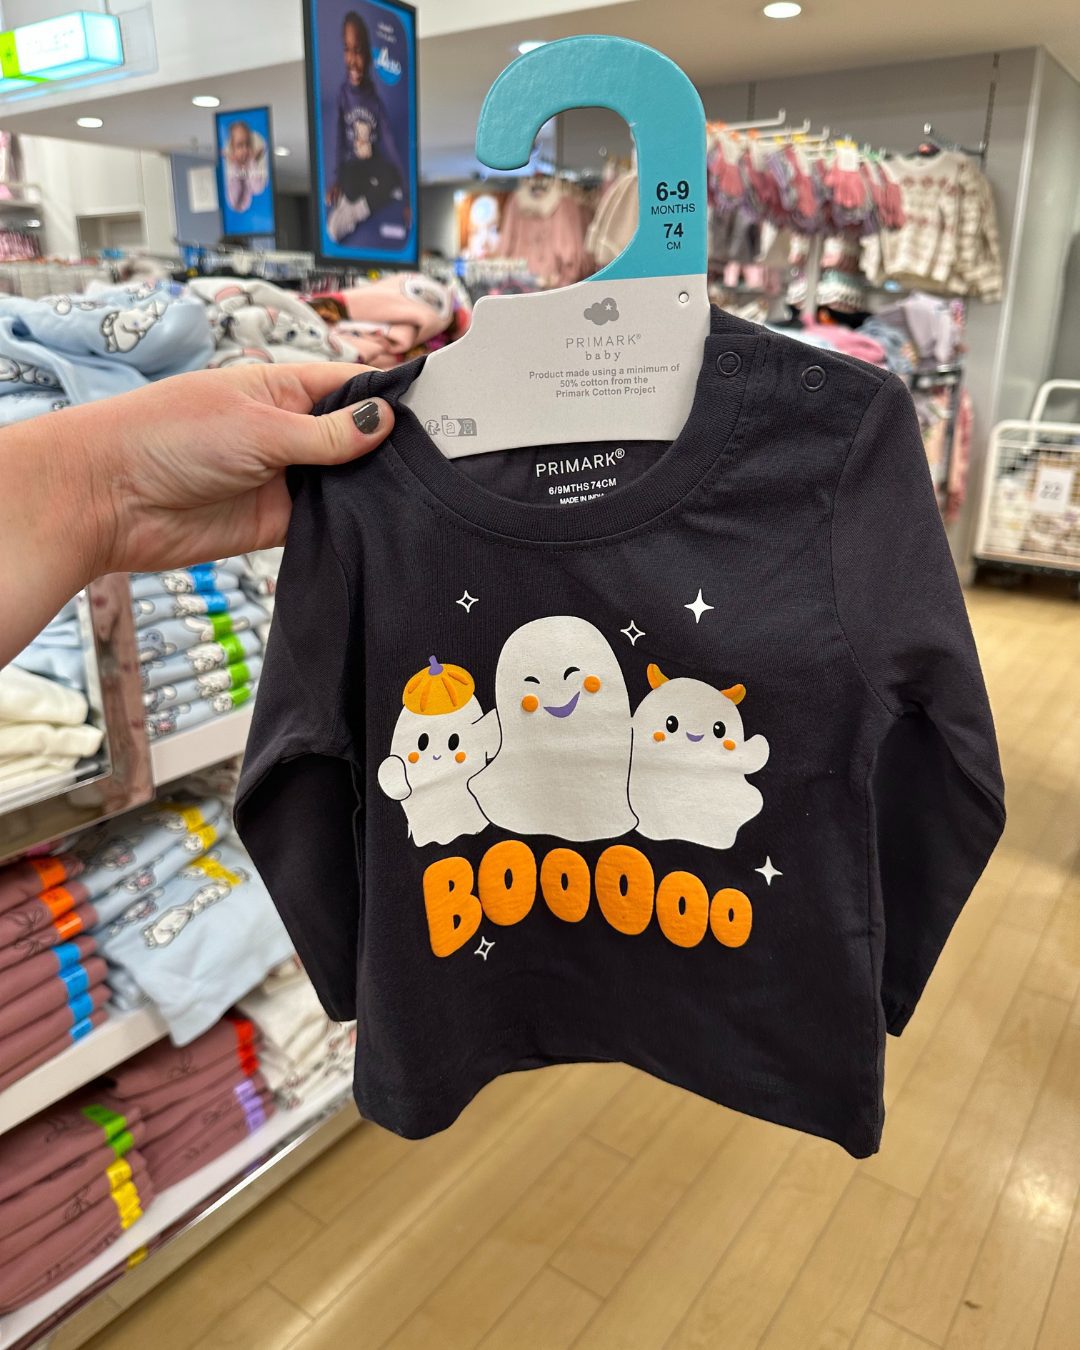 6-9
MONTHS
74
CM
PRIMARK®
baby
Product made using a minimum of
50% cotton from the
Primark Cotton Project
PRIMARK®
6/9MTHS 74CM
MADE IN
BOOOOO